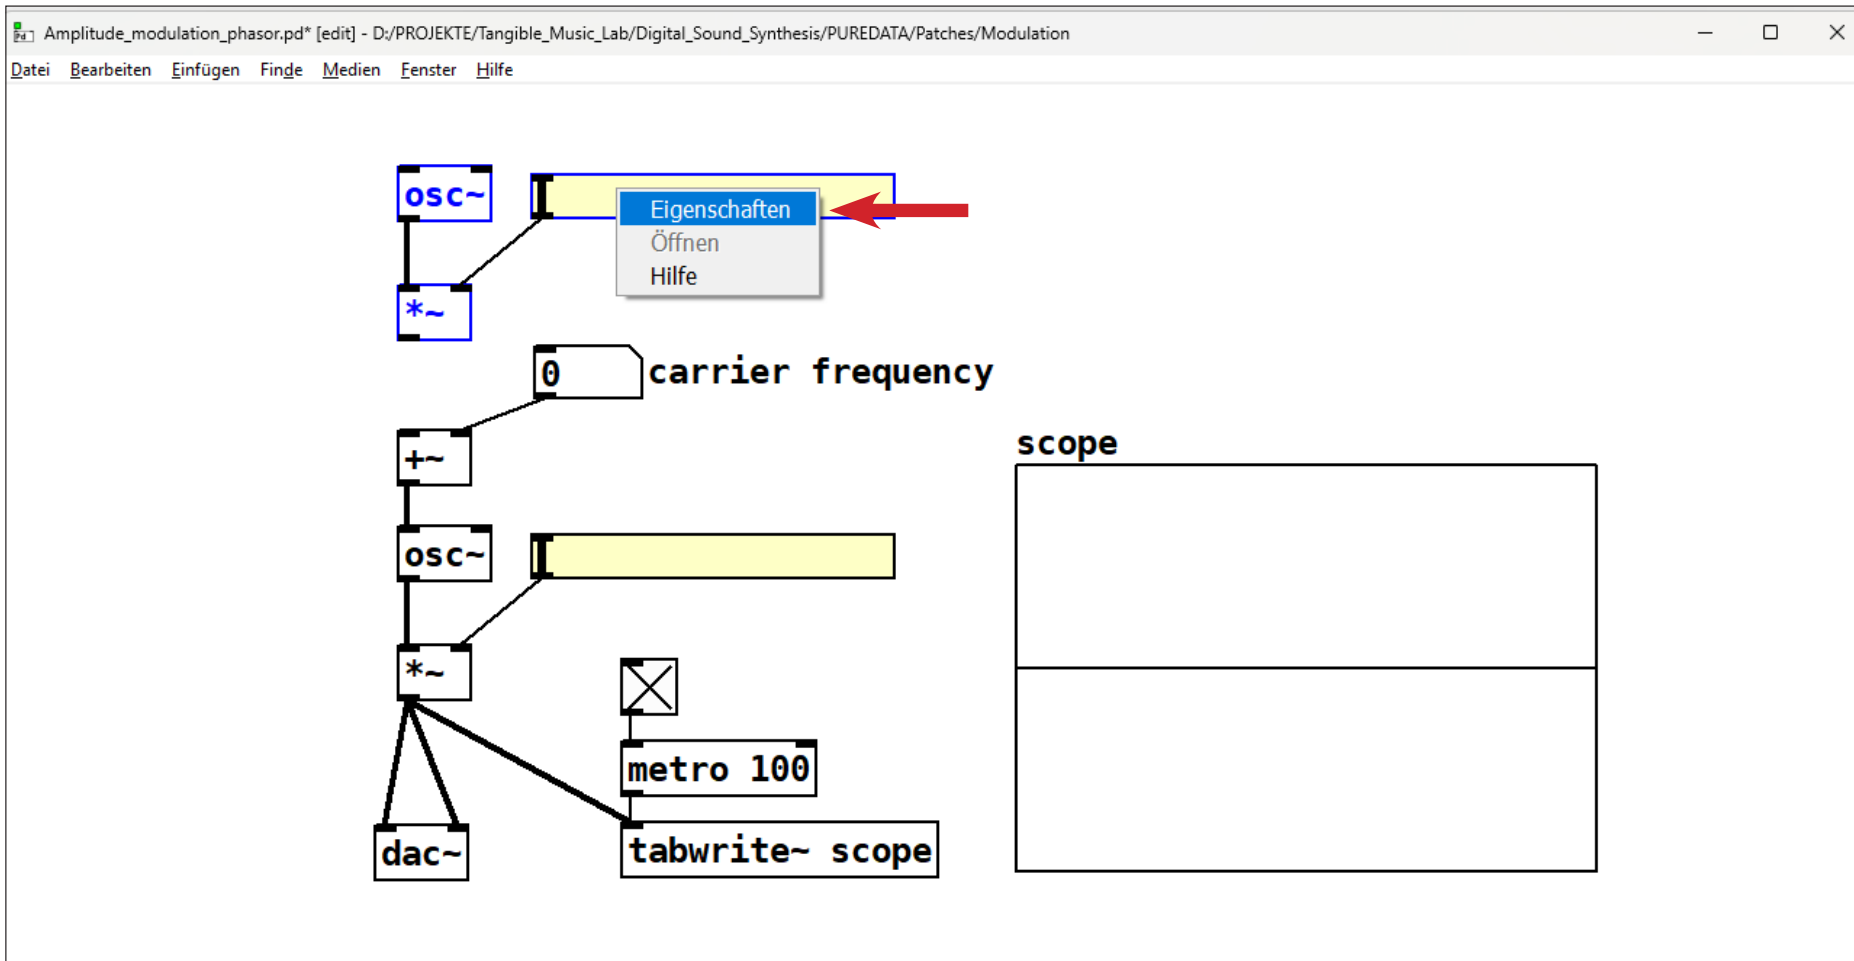 Amplitude_modulation_phasor.pd* [edit] - D:/PROJEKTE/Tangible_Music_Lab/Digital_Sound_Synthesis/PUREDATA/Patches/Modulation
Datei Bearbeiten Einfügen Finde Medien Fenster Hilfe
osc~
Eigenschaften
Öffnen
Hilfe
*~
0 carrier frequency
+~
scope
osc~
*~
metro 100
dac~
tabwrite~ scope